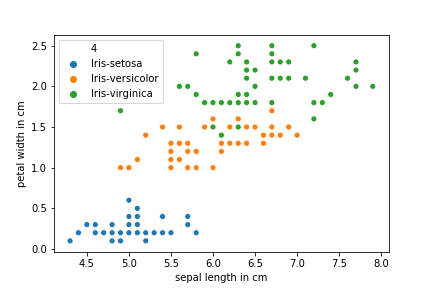 4
Iris-setosa
Iris-versicolor
Iris-virginica
petal width in cm
2.5
2.0
1.5
1.0
0.5
0.0
4.5 5.0 5.5 6.0 6.5 7.0 7.5 8.0
sepal length in cm